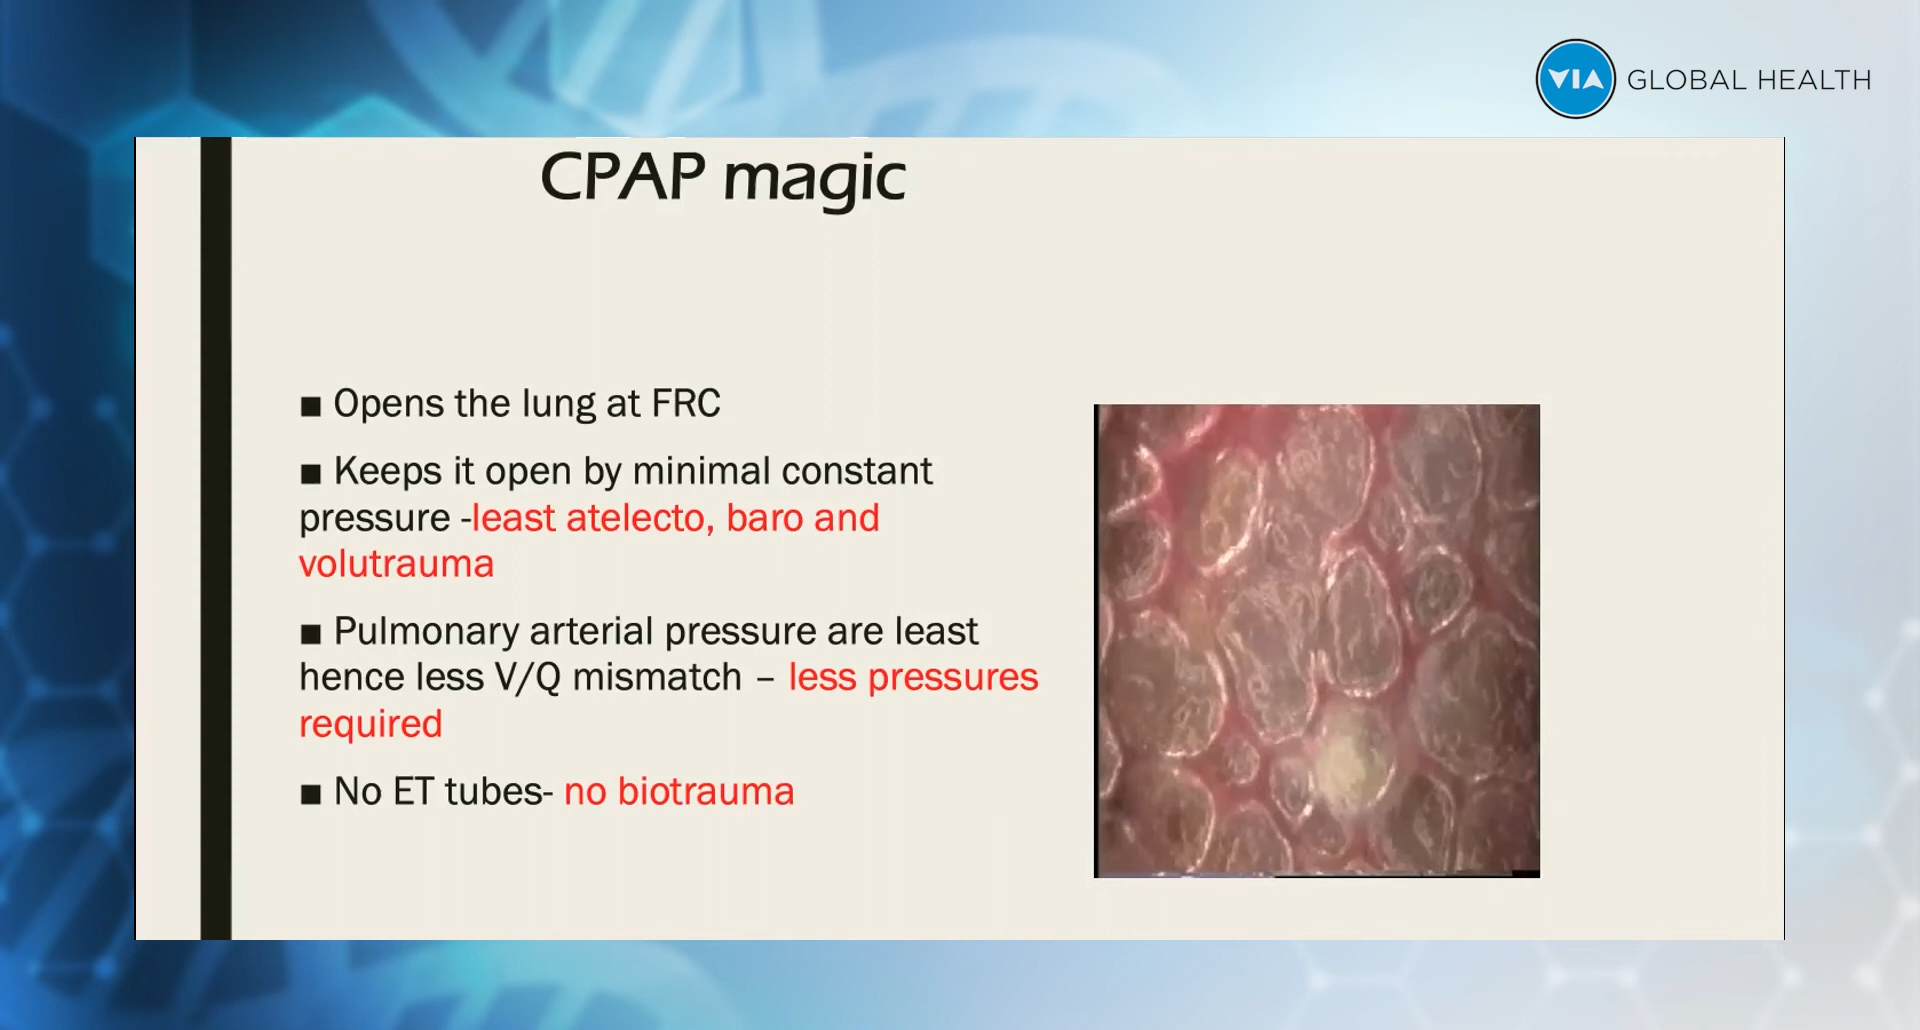 VIA GLOBAL HEALTH
CPAP magic
■ Opens the lung at FRC
■ Keeps it open by minimal constant
pressure -least atelecto, baro and
volutrauma
■ Pulmonary arterial pressure are least
hence less V/Q mismatch – less pressures
required
■ No ET tubes- no biotrauma